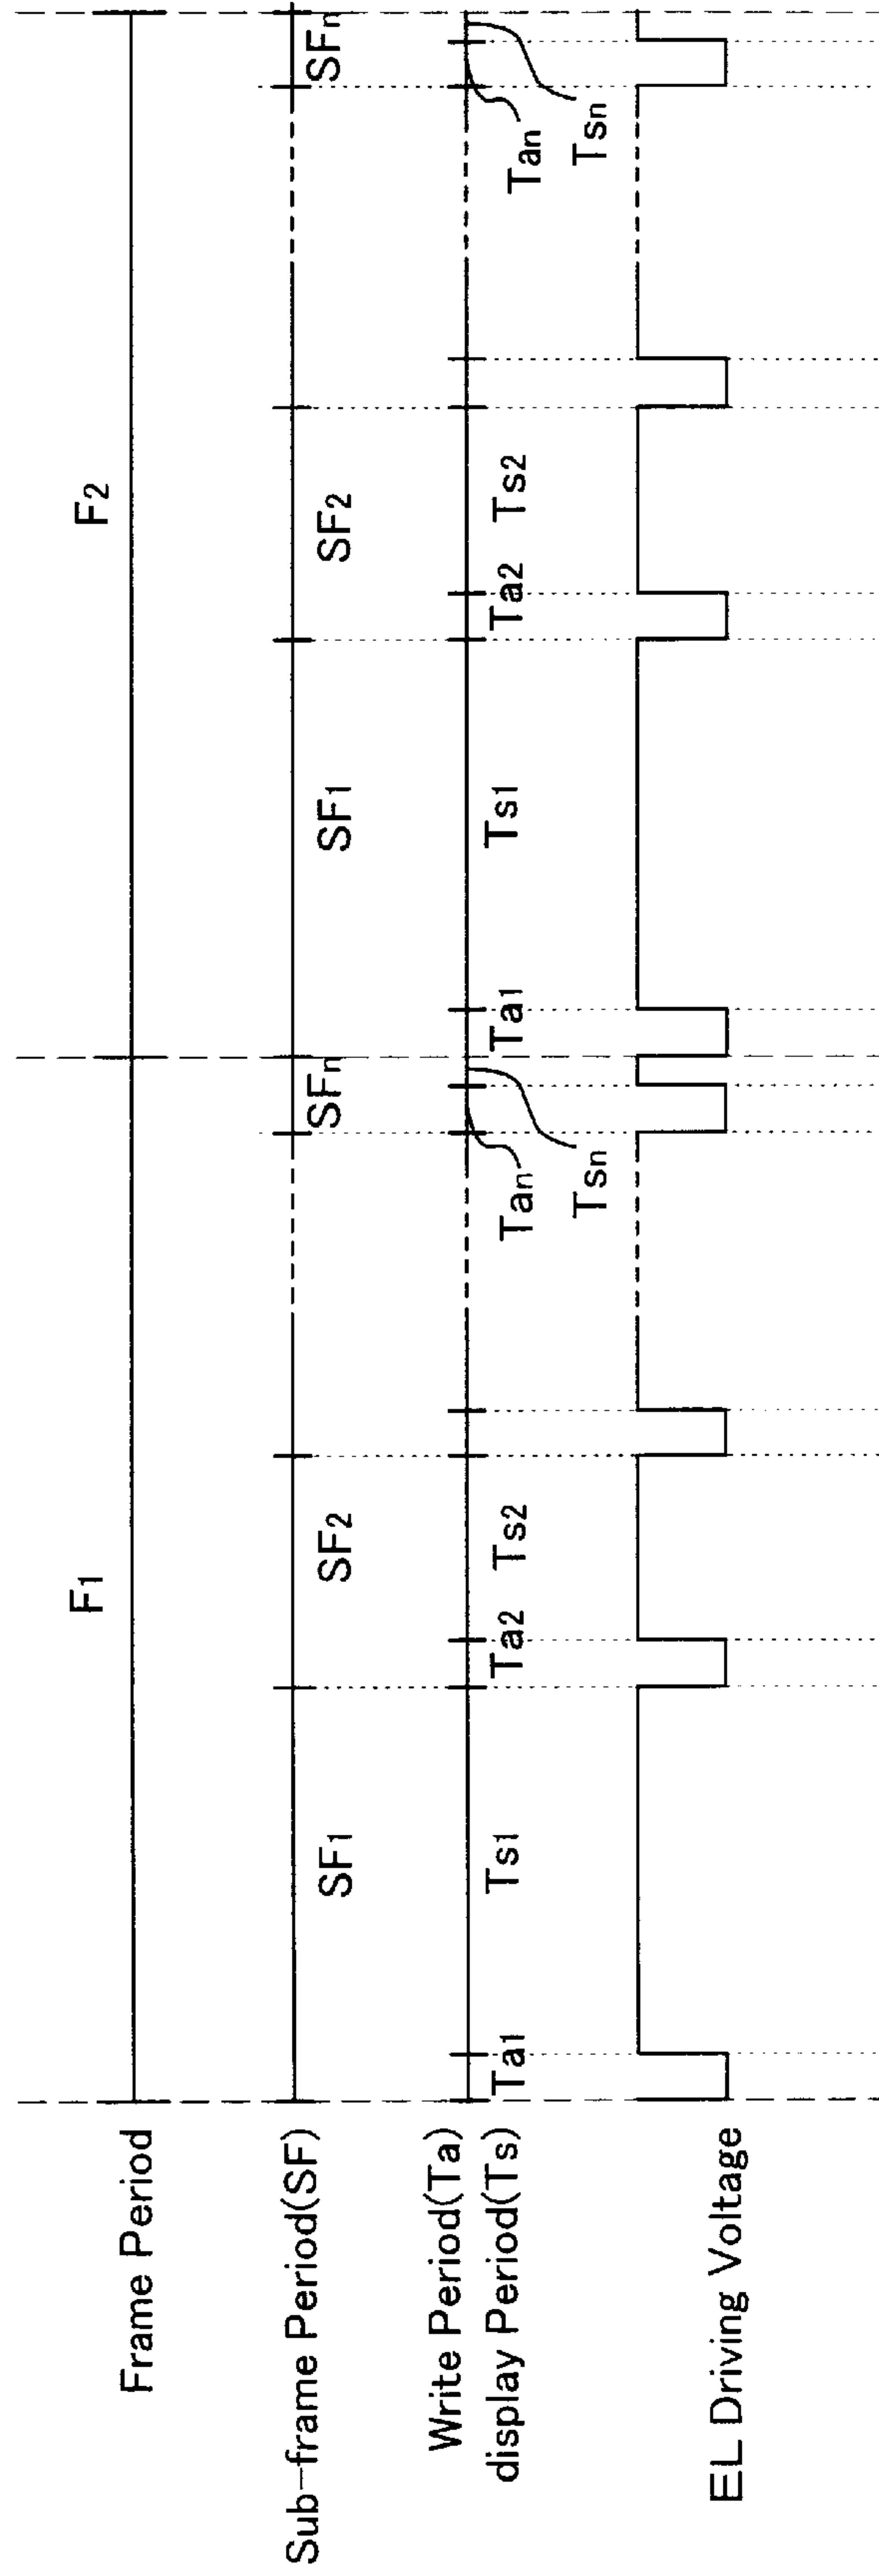 Frame Period
F1
F2
Sub-frame Period(SF)
SF1
SF2
SFn
SF1
SF2
SFn
Write Period(Ta)
display Period(Ts)
Ta1
Ts1
Ta2
Ts2
Tan
Tsn
Ta1
Ts1
Ta2
Ts2
Tan
Tsn
EL Driving Voltage